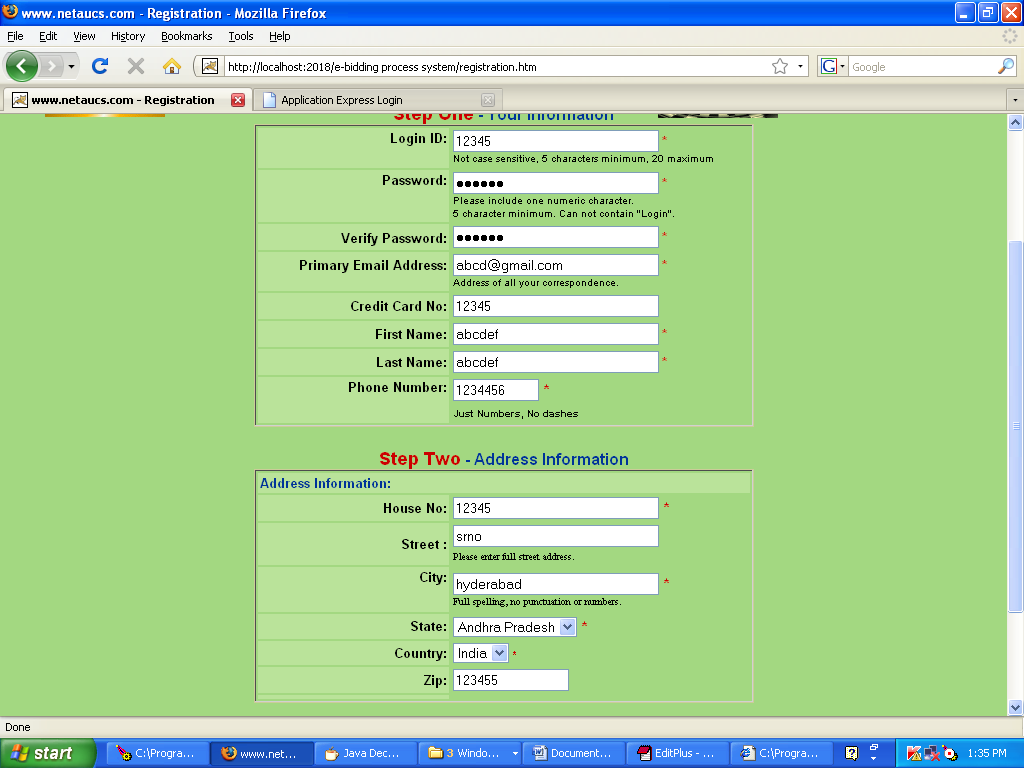 www.netaucs.com - Registration - Mozilla Firefox
File Edit View History Bookmarks Tools Help
http://localhost:2018/e-bidding process system/registration.htm
G Google
www.netaucs.com - Registration
Application Express Login
Step One - Your Information
Login ID: 12345 *
Not case sensitive, 5 characters minimum, 20 maximum
Password: ●●●●●● *
Please include one numeric character.
5 character minimum. Can not contain "Login".
Verify Password: ●●●●●● *
Primary Email Address: abcd@gmail.com *
Address of all your correspondence.
Credit Card No: 12345
First Name: abcdef *
Last Name: abcdef *
Phone Number: 1234456 *
Just Numbers, No dashes
Step Two - Address Information
Address Information:
House No: 12345 *
Street : srno
Please enter full street address.
City: hyderabad *
Full spelling, no punctuation or numbers.
State: Andhra Pradesh *
Country: India *
Zip: 123455
Done
start C:\Progra... www.net... Java Dec... 3 Windo... Document... EditPlus - ... C:\Progra... 1:35 PM